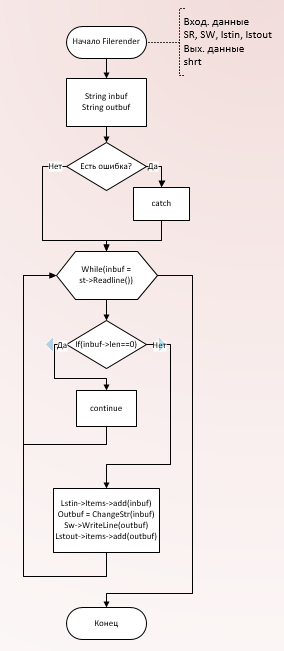 Начало Filerender
Вход. данные
SR, SW, lstin, lstout
Вых. данные
shrt
String inbuf
String outbuf
Нет
Есть ошибка?
Да
catch
While(inbuf =
st->Readline())
Да
If(inbuf->len==0)
Нет
continue
Lstin->Items->add(inbuf)
Outbuf = ChangeStr(inbuf)
Sw->WriteLine(outbuf)
Lstout->items->add(outbuf)
Конец